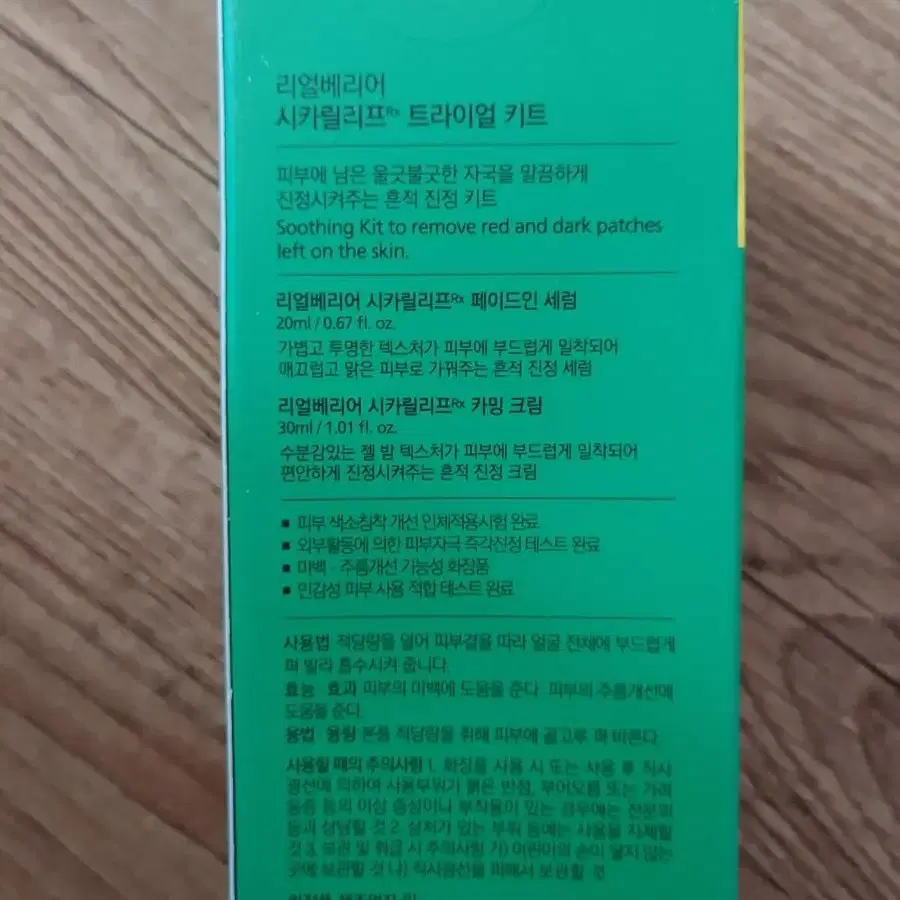 리얼베리어
시카릴리프Rx 트라이얼 키트
피부에 남은 울긋불긋한 자국을 말끔하게
진정시켜주는 흔적 진정 키트
Soothing Kit to remove red and dark patches
left on the skin.
리얼베리어 시카릴리프Rx 페이드인 세럼
20ml / 0.67 fl. oz.
가볍고 투명한 텍스처가 피부에 부드럽게 밀착되어
매끄럽고 맑은 피부로 가꿔주는 흔적 진정 세럼
리얼베리어 시카릴리프Rx 카밍 크림
30ml / 1.01 fl. oz.
수분감있는 젤 밤 텍스처가 피부에 부드럽게 밀착되어
편안하게 진정시켜주는 흔적 진정 크림
▪ 피부 색소침착 개선 인체적용시험 완료
▪ 외부활동에 의한 피부자극 즉각진정 테스트 완료
▪ 미백 · 주름개선 기능성 화장품
▪ 민감성 피부 사용 적합 테스트 완료
사용법 적당량을 덜어 피부결을 따라 얼굴 전체에 부드럽게
펴 발라 흡수시켜 줍니다.
효능 효과 피부의 미백에 도움을 준다. 피부의 주름개선에
도움을 준다.
용법 용량 본품 적당량을 취해 피부에 골고루 펴 바른다.
사용할 때의 주의사항 1. 화장품 사용 시 또는 사용 후 직사
광선에 의하여 사용부위가 붉은 반점, 부어오름 또는 가려
움증 등의 이상 증상이나 부작용이 있는 경우에는 전문의
등과 상담할 것 2. 상처가 있는 부위 등에는 사용을 자제할
것 3. 보관 및 취급 시 주의사항 가) 어린이의 손이 닿지 않는
곳에 보관할 것 나) 직사광선을 피해서 보관할 것